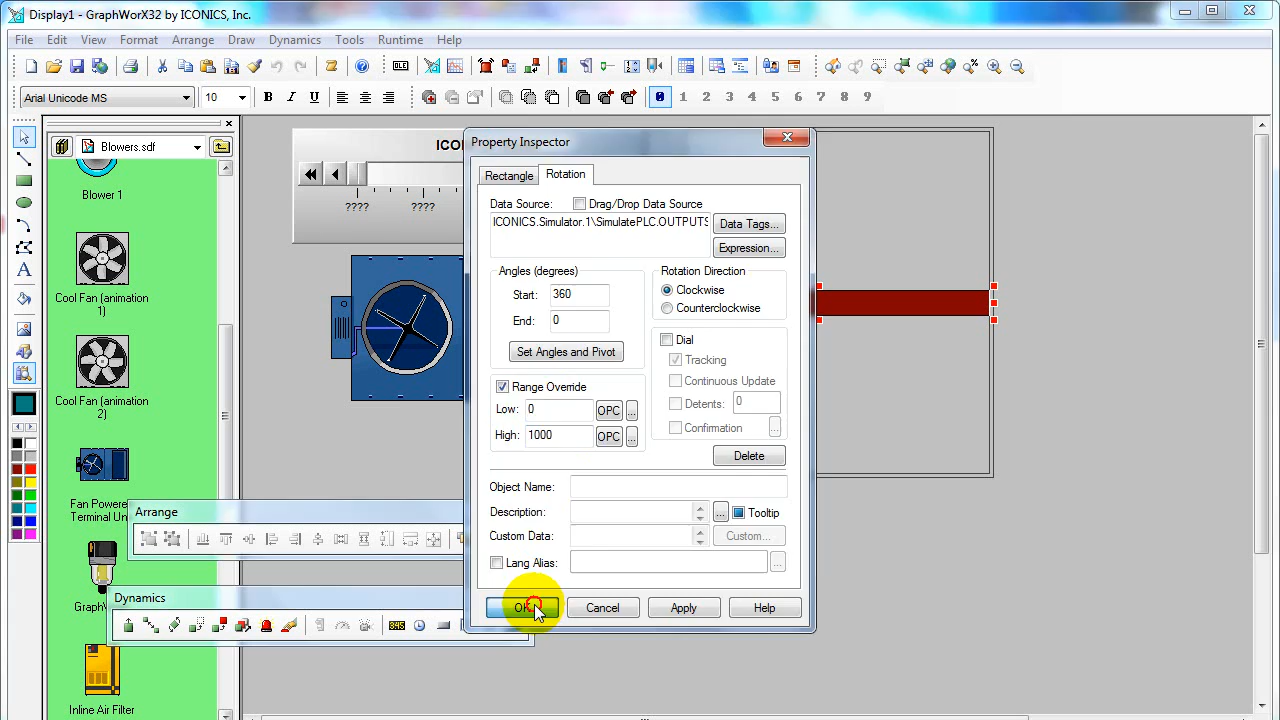 Display1 - GraphWorX32 by ICONICS, Inc.
File Edit View Format Arrange Draw Dynamics Tools Runtime Help
Arial Unicode MS 10 B I U 0 1 2 3 4 5 6 7 8 9
Blowers.sdf
Blower 1
Cool Fan (animation
1)
Cool Fan (animation
2)
Fan Powere
Terminal Un
Inline Air Filter
????
????
Property Inspector
Rectangle Rotation
Data Source: Drag/Drop Data Source
ICONICS.Simulator.1\SimulatePLC.OUTPUTS
Data Tags...
Expression...
Angles (degrees)
Start: 360
End: 0
Set Angles and Pivot
Rotation Direction
Clockwise
Counterclockwise
Range Override
Low: 0 OPC ...
High: 1000 OPC ...
Dial
Tracking
Continuous Update
Detents: 0
Confirmation ...
Delete
Object Name:
Description: ... Tooltip
Custom Data: Custom...
Lang Alias: ...
Cancel Apply Help
Arrange
Dynamics
345